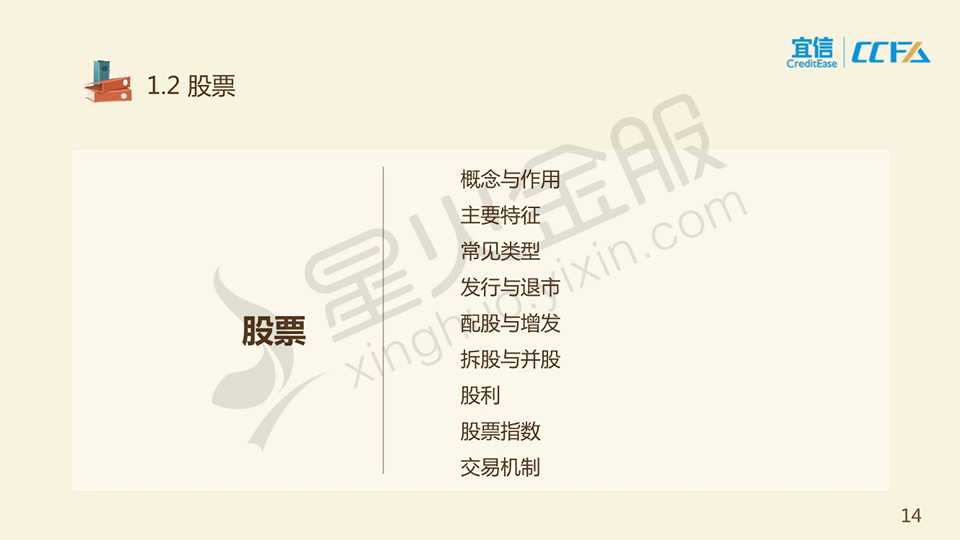 宜信
CreditEase
CCFA
1.2 股票
股票
概念与作用
主要特征
常见类型
发行与退市
配股与增发
拆股与并股
股利
股票指数
交易机制
星火金服
xinghuo.yixin.com
14